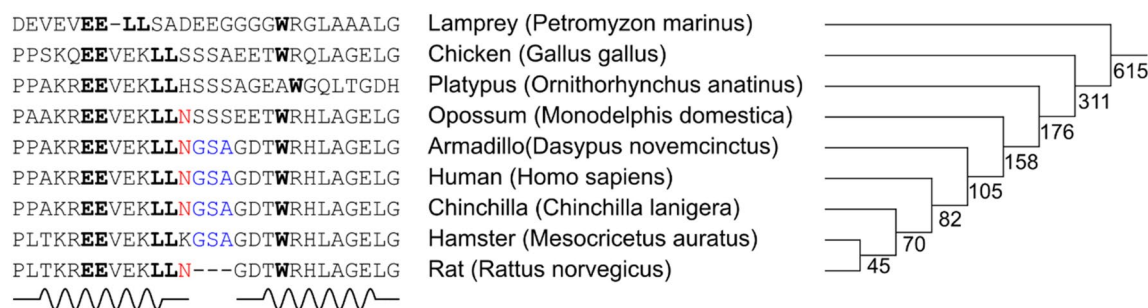 DEVEVEE-LLSADEEGGGGWRGLAAALG Lamprey (Petromyzon marinus)
PPSKQEEVEKLLSSSAEETWRQLAGELG Chicken (Gallus gallus)
PPAKREEVEKLLHSSSAGEAWGQLTGDH Platypus (Ornithorhynchus anatinus)
PAAKREEVEKLLNSSSEETWRHLAGELG Opossum (Monodelphis domestica)
PPAKREEVEKLLNGSAGDTWRHLAGELG Armadillo(Dasypus novemcinctus)
PPAKREEVEKLLNGSAGDTWRHLAGELG Human (Homo sapiens)
PPAKREEVEKLLNGSAGDTWRHLAGELG Chinchilla (Chinchilla lanigera)
PLTKREEVEKLLKGSAGDTWRHLAGELG Hamster (Mesocricetus auratus)
PLTKREEVEKLLN---GDTWRHLAGELG Rat (Rattus norvegicus)
615
311
176
158
105
82
70
45